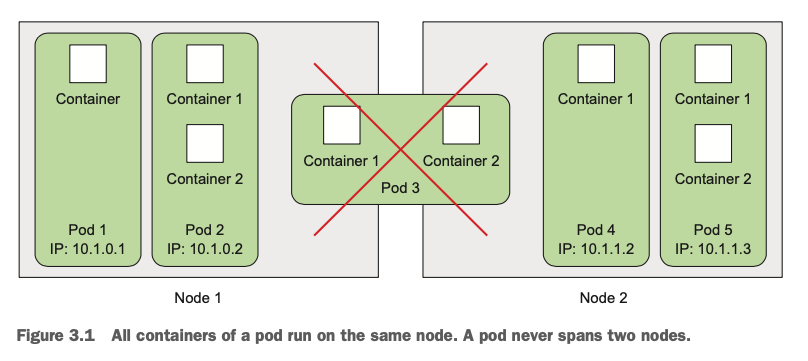 Container
Pod 1
IP: 10.1.0.1
Container 1
Container 2
Pod 2
IP: 10.1.0.2
Container 1
Container 2
Pod 3
Container 1
Pod 4
IP: 10.1.1.2
Container 1
Container 2
Pod 5
IP: 10.1.1.3
Node 1
Node 2
Figure 3.1 All containers of a pod run on the same node. A pod never spans two nodes.